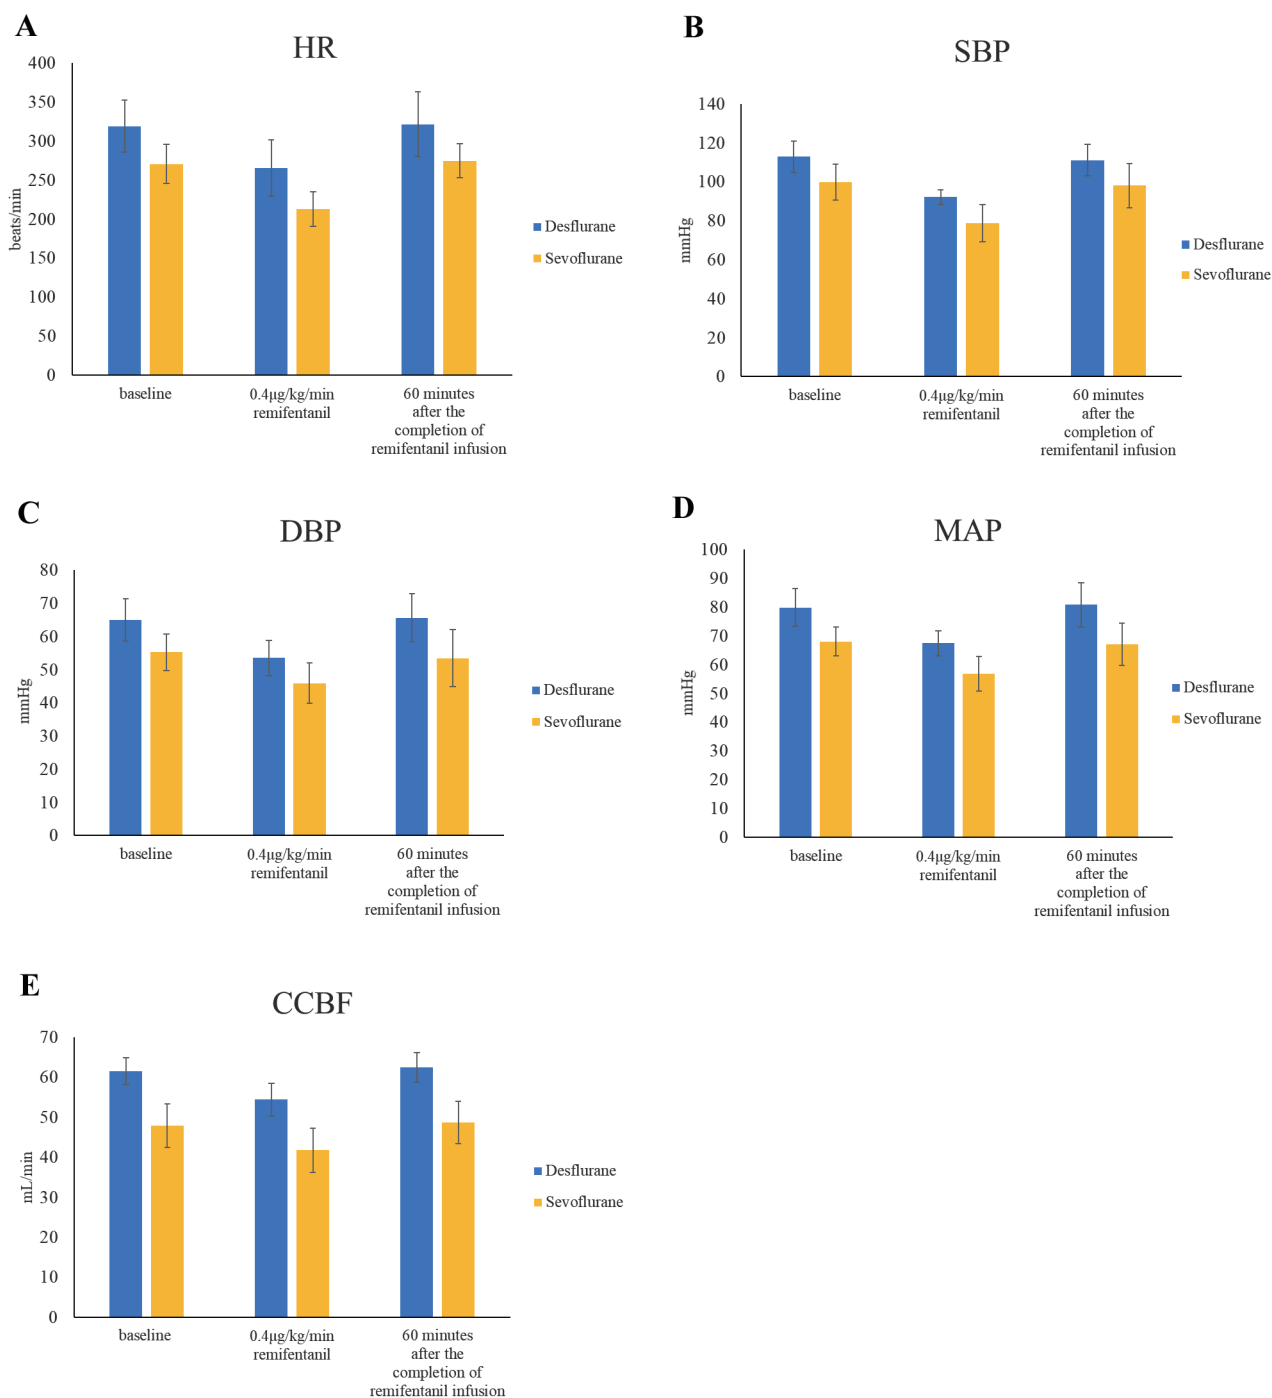 A
HR
400
350
300
250
200
150
100
50
0
beats/min
baseline
0.4μg/kg/min
remifentanil
60 minutes
after the
completion of
remifentanil infusion
Desflurane
Sevoflurane
B
SBP
140
120
100
80
60
40
20
0
mmHg
baseline
0.4μg/kg/min
remifentanil
60 minutes
after the
completion of
remifentanil infusion
Desflurane
Sevoflurane
C
DBP
80
70
60
50
40
30
20
10
0
mmHg
baseline
0.4μg/kg/min
remifentanil
60 minutes
after the
completion of
remifentanil infusion
Desflurane
Sevoflurane
D
MAP
100
90
80
70
60
50
40
30
20
10
0
mmHg
baseline
0.4μg/kg/min
remifentanil
60 minutes
after the
completion of
remifentanil infusion
Desflurane
Sevoflurane
E
CCBF
70
60
50
40
30
20
10
0
mL/min
baseline
0.4μg/kg/min
remifentanil
60 minutes
after the
completion of
remifentanil infusion
Desflurane
Sevoflurane